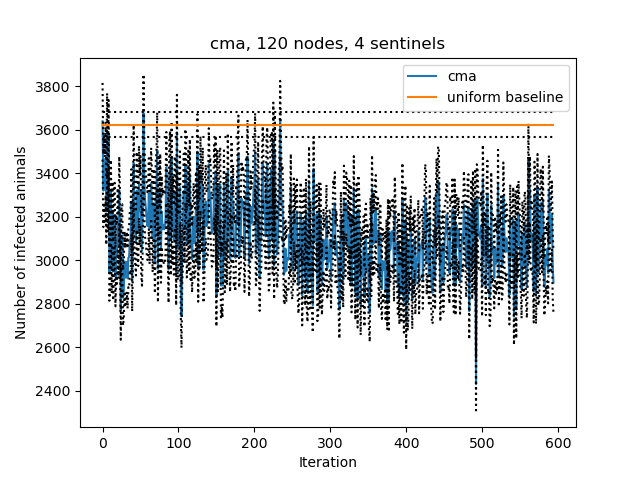 cma, 120 nodes, 4 sentinels
cma
uniform baseline
Number of infected animals
3800
3600
3400
3200
3000
2800
2600
2400
0 100 200 300 400 500 600
Iteration